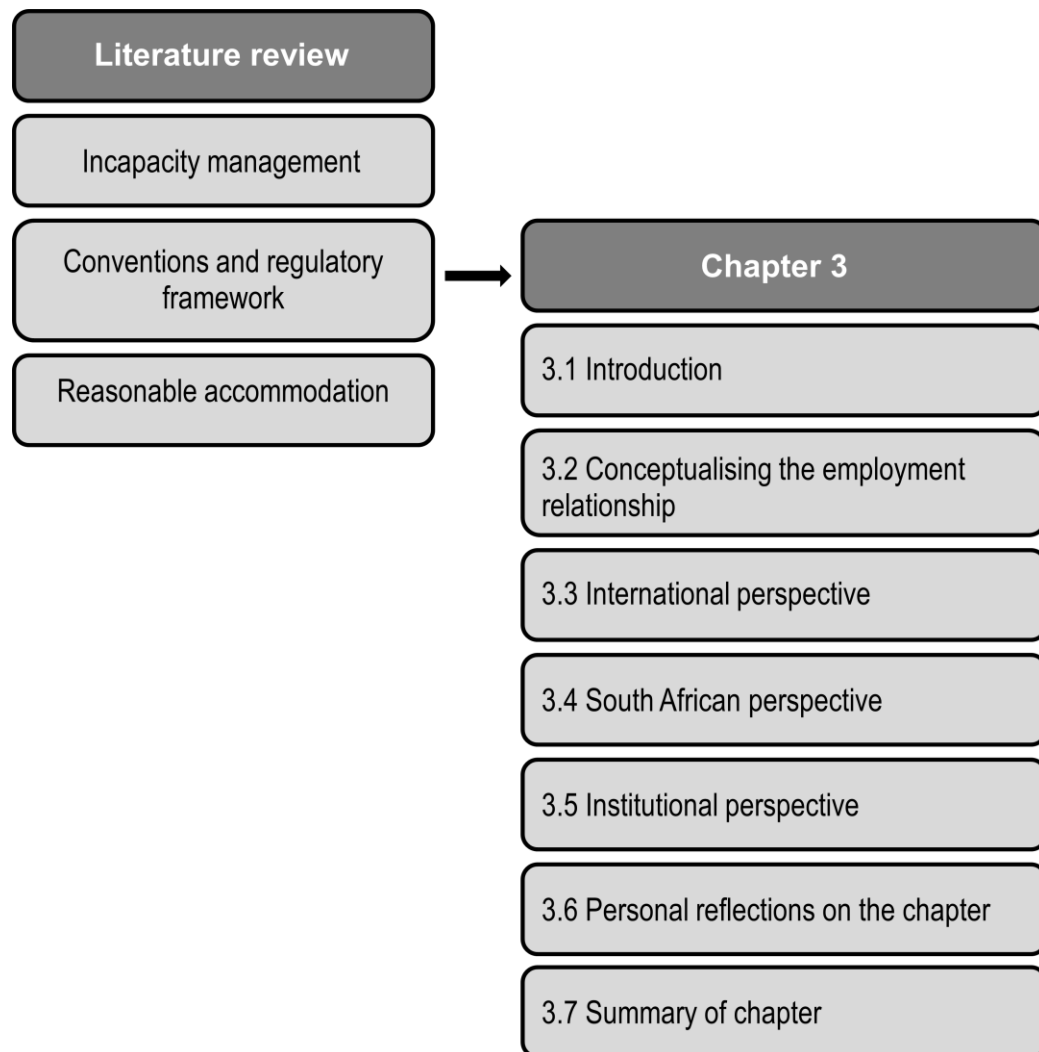 Literature review
Incapacity management
Conventions and regulatory
framework
Reasonable accommodation
Chapter 3
3.1 Introduction
3.2 Conceptualising the employment
relationship
3.3 International perspective
3.4 South African perspective
3.5 Institutional perspective
3.6 Personal reflections on the chapter
3.7 Summary of chapter